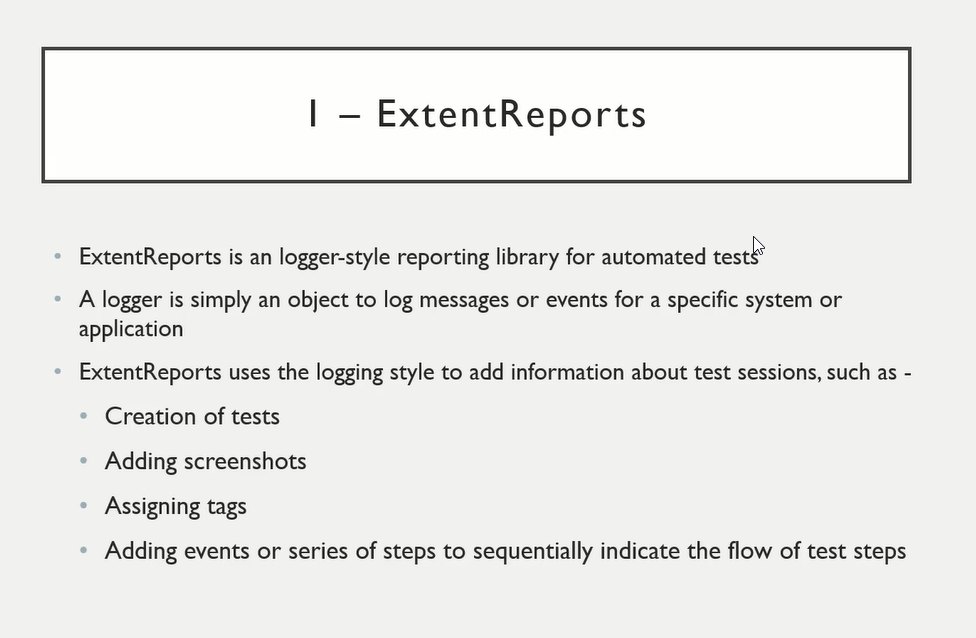 1 – ExtentReports
• ExtentReports is an logger-style reporting library for automated tests
• A logger is simply an object to log messages or events for a specific system or
application
• ExtentReports uses the logging style to add information about test sessions, such as -
• Creation of tests
• Adding screenshots
• Assigning tags
• Adding events or series of steps to sequentially indicate the flow of test steps